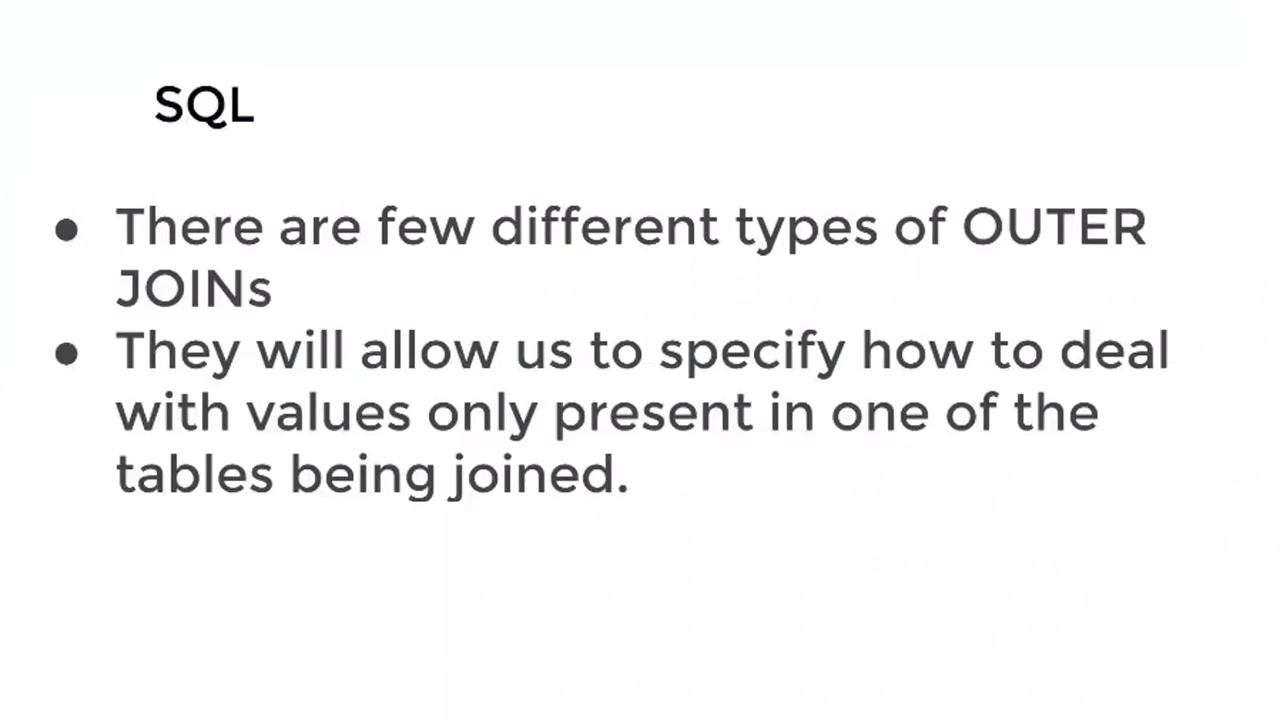 SQL
● There are few different types of OUTER
JOINs
● They will allow us to specify how to deal
with values only present in one of the
tables being joined.